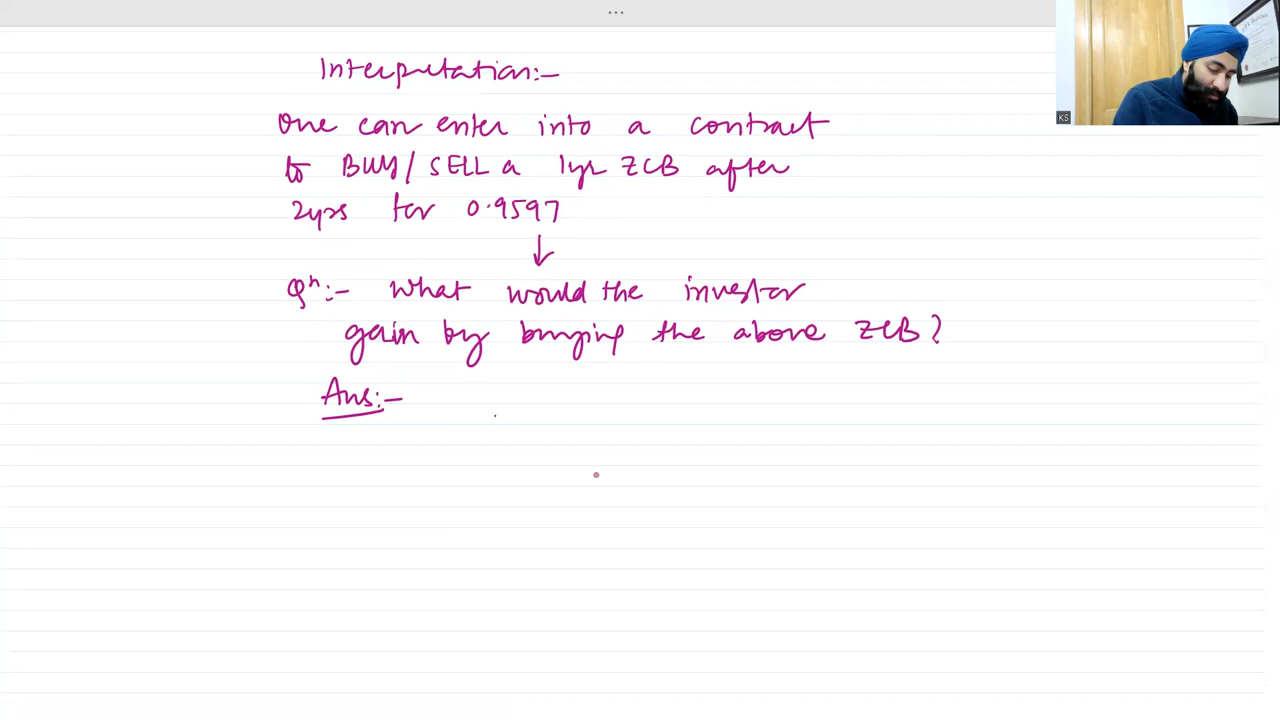 Interpretation:-
One can enter into a contract
to BUY/SELL a 1yr ZCB after
2yrs for 0.9597
↓
Qⁿ:- What would the investor
gain by buying the above ZCB?
Ans:-
KS